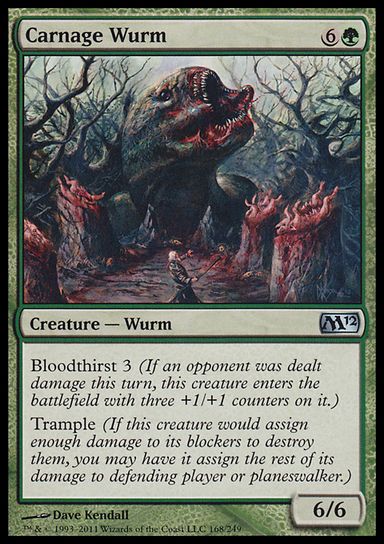 Carnage Wurm 6
Creature — Wurm M12
Bloodthirst 3 (If an opponent was dealt
damage this turn, this creature enters the
battlefield with three +1/+1 counters on it.)
Trample (If this creature would assign
enough damage to its blockers to destroy
them, you may have it assign the rest of its
damage to defending player or planeswalker.)
Dave Kendall
™ & © 1993–2011 Wizards of the Coast LLC 168/249
6/6